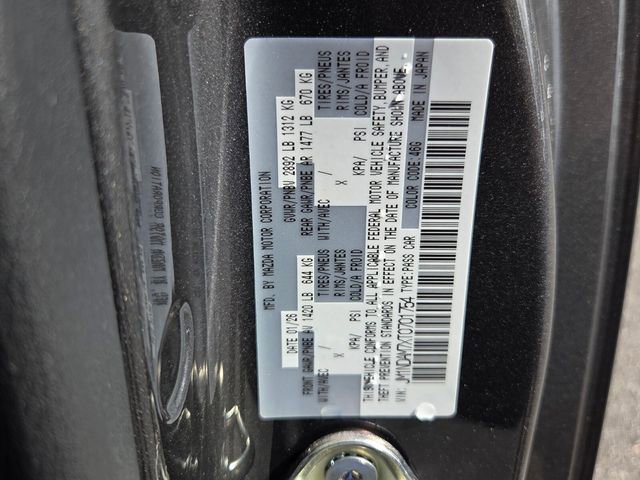 MFD. BY MAZDA MOTOR CORPORATION
DATE 01/26 GVWR/PNBV 2892 LB 1312 KG
FRONT GAWR/PNBE AV 1420 LB 644 KG REAR GAWR/PNBE AR 1477 LB 670 KG
WITH/AVEC TIRES/PNEUS WITH/AVEC TIRES/PNEUS
X RIMS/JANTES X RIMS/JANTES
/ KPA/ PSI COLD/A FROID / KPA/ PSI COLD/A FROID
THIS VEHICLE CONFORMS TO ALL APPLICABLE FEDERAL MOTOR VEHICLE SAFETY, BUMPER, AND
THEFT PREVENTION STANDARDS IN EFFECT ON THE DATE OF MANUFACTURE SHOWN ABOVE.
VIN: JM1NDAM7XT0701754 TYPE:PASS CAR COLOR CODE:46G MADE IN JAPAN